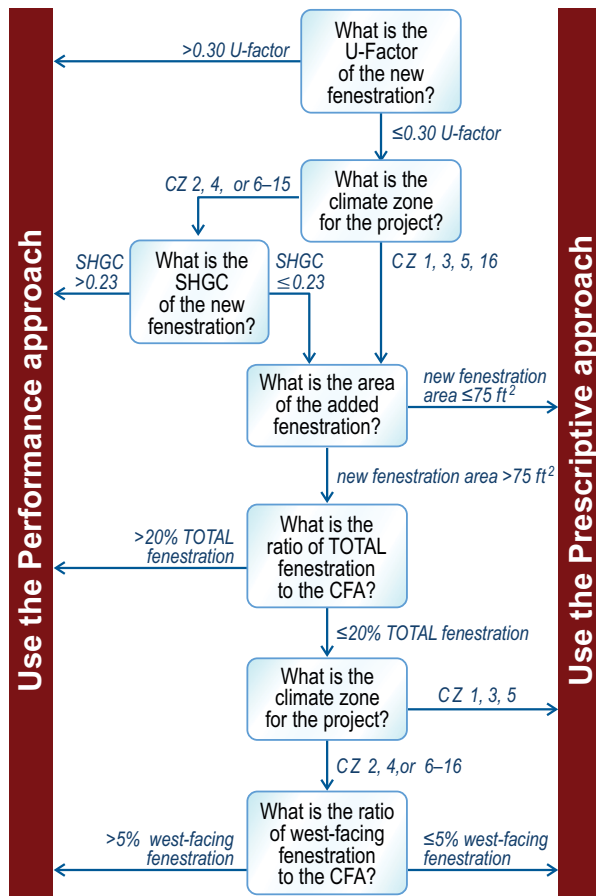 Use the Performance approach
What is the
U-Factor
of the new
fenestration?
>0.30 U-factor
≤0.30 U-factor
What is the
climate zone
for the project?
CZ 2, 4, or 6–15
CZ 1, 3, 5, 16
What is the
SHGC
of the new
fenestration?
SHGC
>0.23
SHGC
≤ 0.23
What is the area
of the added
fenestration?
new fenestration
area ≤75 ft²
new fenestration area >75 ft²
What is the
ratio of TOTAL
fenestration
to the CFA?
>20% TOTAL
fenestration
≤20% TOTAL fenestration
What is the
climate zone
for the project?
CZ 1, 3, 5
CZ 2, 4,or 6–16
What is the ratio
of west-facing
fenestration
to the CFA?
>5% west-facing
fenestration
≤5% west-facing
fenestration
Use the Prescriptive approach